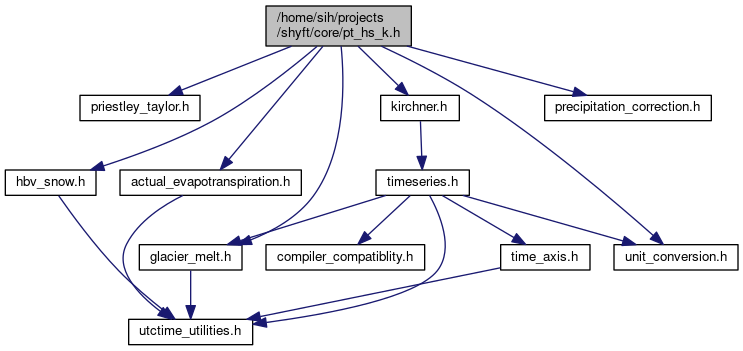 /home/sih/projects
/shyft/core/pt_hs_k.h
priestley_taylor.h
kirchner.h
precipitation_correction.h
hbv_snow.h
actual_evapotranspiration.h
timeseries.h
glacier_melt.h
compiler_compatiblity.h
time_axis.h
unit_conversion.h
utctime_utilities.h